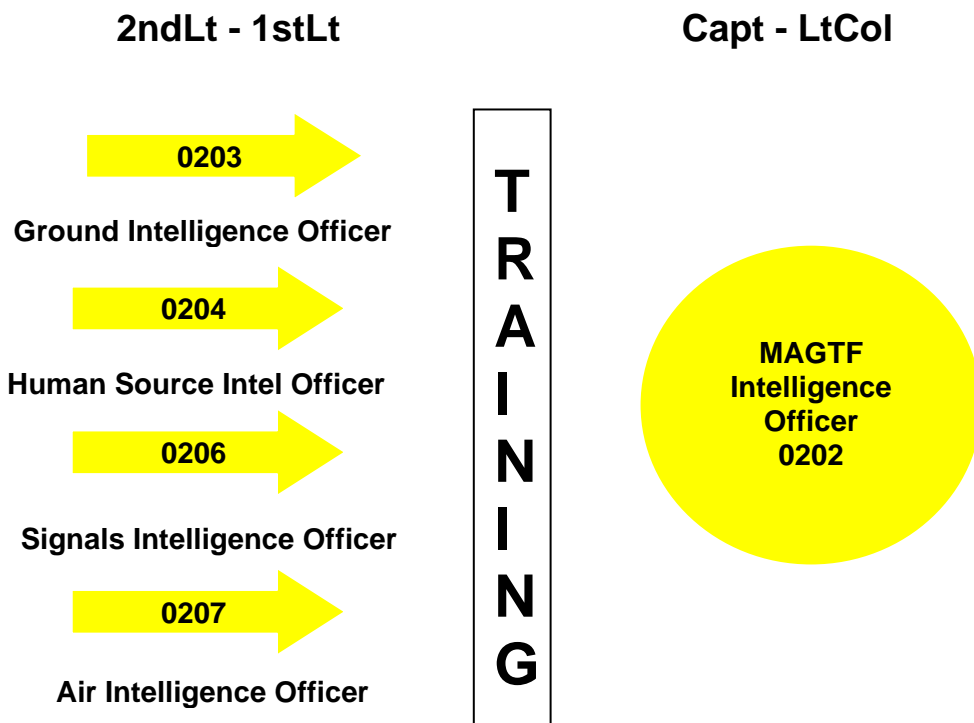 2ndLt - 1stLt
Capt - LtCol
0203
Ground Intelligence Officer
0204
Human Source Intel Officer
0206
Signals Intelligence Officer
0207
Air Intelligence Officer
T
R
A
I
N
I
N
G
MAGTF
Intelligence
Officer
0202